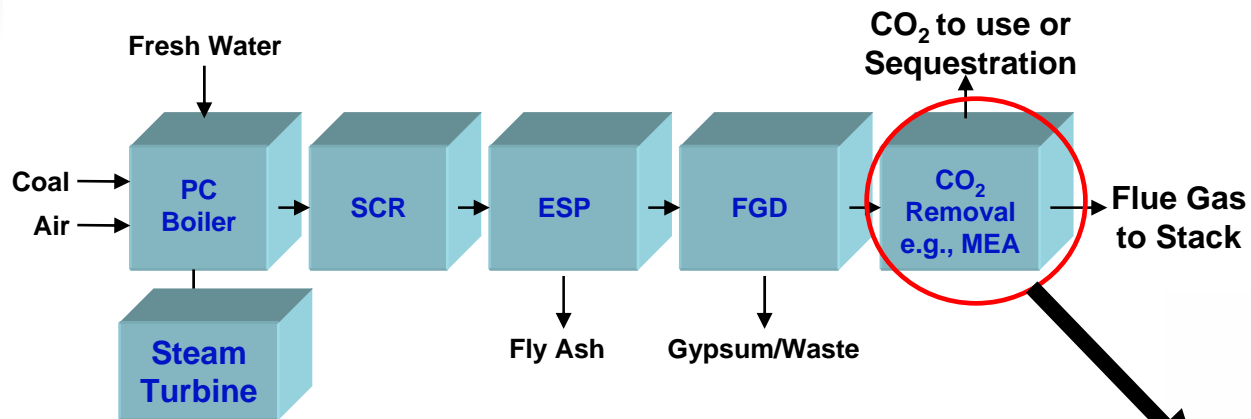 Fresh Water
CO₂ to use or
Sequestration
Coal
Air
PC
Boiler
SCR
ESP
FGD
CO₂
Removal
e.g., MEA
Flue Gas
to Stack
Steam
Turbine
Fly Ash
Gypsum/Waste